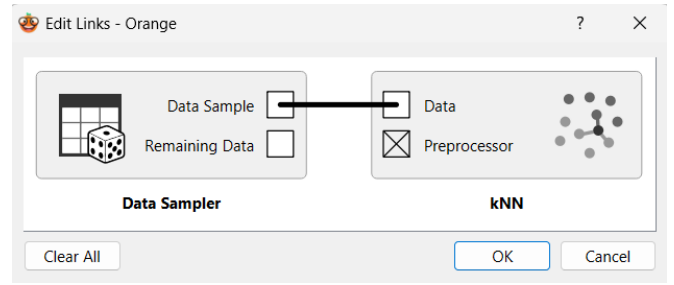 Edit Links - Orange
Data Sample
Data
Remaining Data
Preprocessor
Data Sampler
kNN
Clear All
OK
Cancel